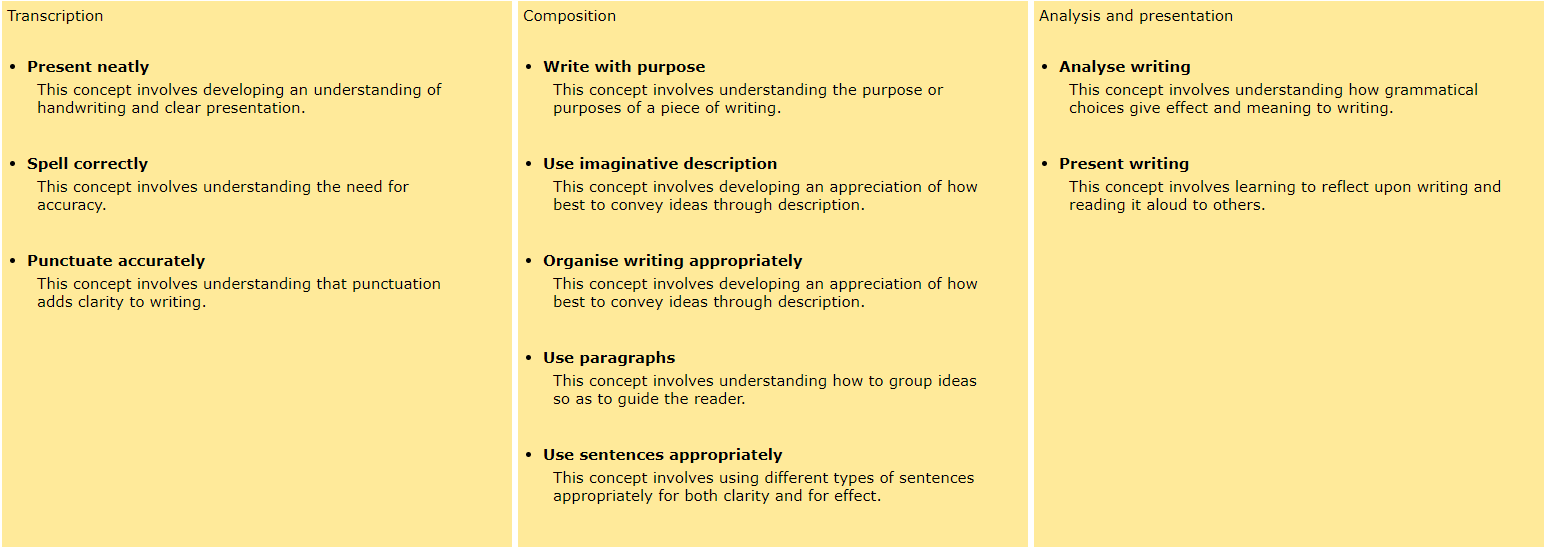 Transcription
Present neatly
This concept involves developing an understanding of
handwriting and clear presentation.
Spell correctly
This concept involves understanding the need for
accuracy.
Punctuate accurately
This concept involves understanding that punctuation
adds clarity to writing.
Composition
Write with purpose
This concept involves understanding the purpose or
purposes of a piece of writing.
Use imaginative description
This concept involves developing an appreciation of how
best to convey ideas through description.
Organise writing appropriately
This concept involves developing an appreciation of how
best to convey ideas through description.
Use paragraphs
This concept involves understanding how to group ideas
so as to guide the reader.
Use sentences appropriately
This concept involves using different types of sentences
appropriately for both clarity and for effect.
Analysis and presentation
Analyse writing
This concept involves understanding how grammatical
choices give effect and meaning to writing.
Present writing
This concept involves learning to reflect upon writing and
reading it aloud to others.